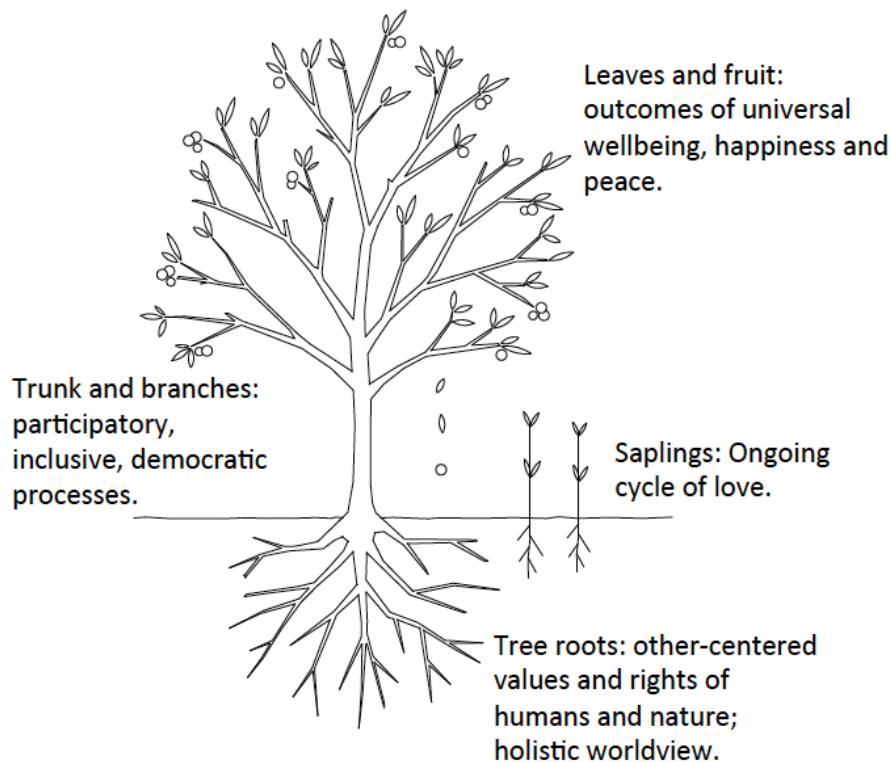 Leaves and fruit:
outcomes of universal
wellbeing, happiness and
peace.
Trunk and branches:
participatory,
inclusive, democratic
processes.
Saplings: Ongoing
cycle of love.
Tree roots: other-centered
values and rights of
humans and nature;
holistic worldview.